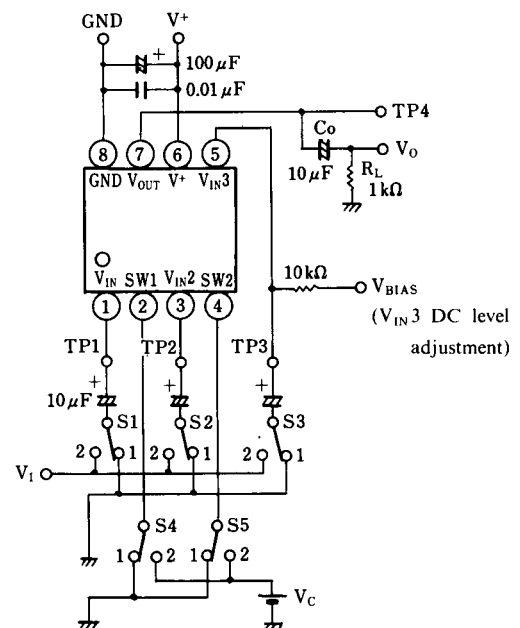 GND V⁺
+ 100μF
0.01μF
TP4
Co
Vo
10μF
RL
1kΩ
8 7 6 5
GND VOUT V⁺ VIN3
VIN SW1 VIN2 SW2
1 2 3 4
10kΩ
VBIAS
(VIN3 DC level
adjustment)
TP1 TP2 TP3
+ + +
10μF
S1 S2 S3
2 1 2 1 2 1
VI
S4 S5
1 2 1 2
VC